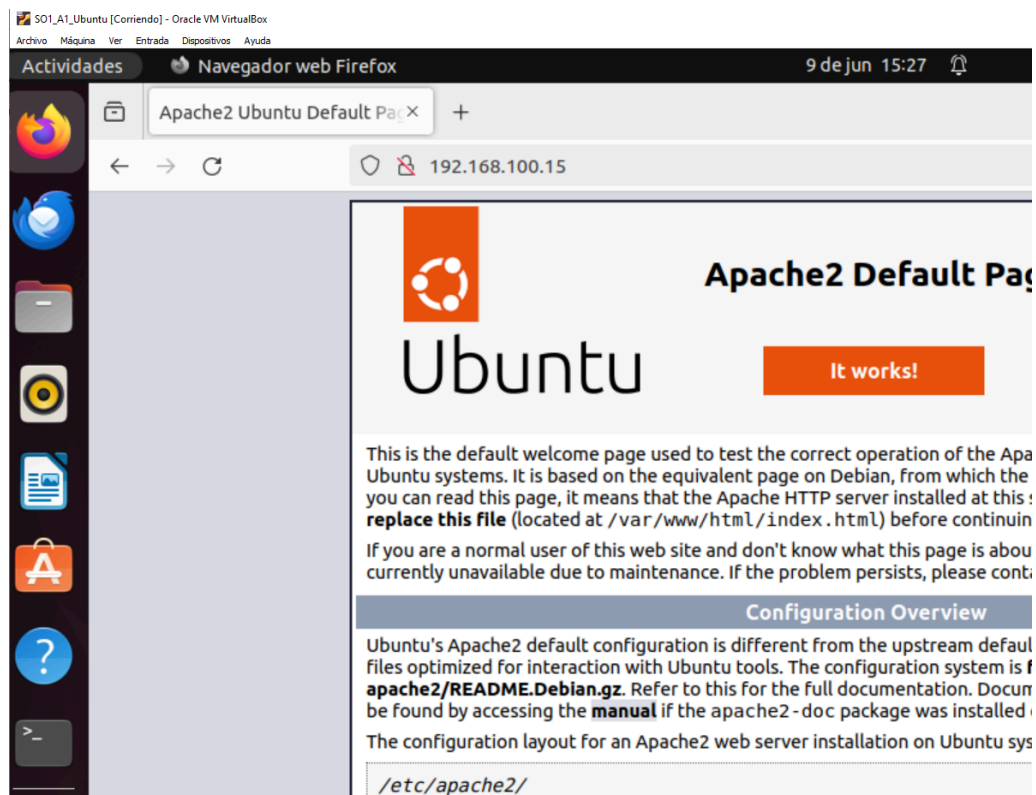 SO1_A1_Ubuntu [Corriendo] - Oracle VM VirtualBox
Archivo Máquina Ver Entrada Dispositivos Ayuda
Actividades Navegador web Firefox 9 de jun 15:27
Apache2 Ubuntu Default Pag
192.168.100.15
Apache2 Default Pag
Ubuntu
It works!
This is the default welcome page used to test the correct operation of the Apa
Ubuntu systems. It is based on the equivalent page on Debian, from which the
you can read this page, it means that the Apache HTTP server installed at this s
replace this file (located at /var/www/html/index.html) before continuin
If you are a normal user of this web site and don't know what this page is abou
currently unavailable due to maintenance. If the problem persists, please conta
Configuration Overview
Ubuntu's Apache2 default configuration is different from the upstream defaul
files optimized for interaction with Ubuntu tools. The configuration system is f
apache2/README.Debian.gz. Refer to this for the full documentation. Docum
be found by accessing the manual if the apache2-doc package was installed
The configuration layout for an Apache2 web server installation on Ubuntu sys
/etc/apache2/